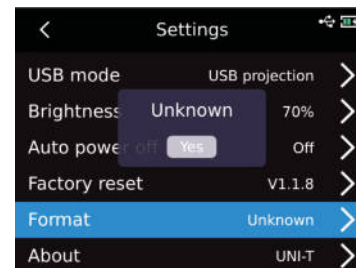 Settings
USB mode USB projection
Brightness 70%
Unknown
Auto power off Off
Yes
Factory reset V1.1.8
Format Unknown
About UNI-T